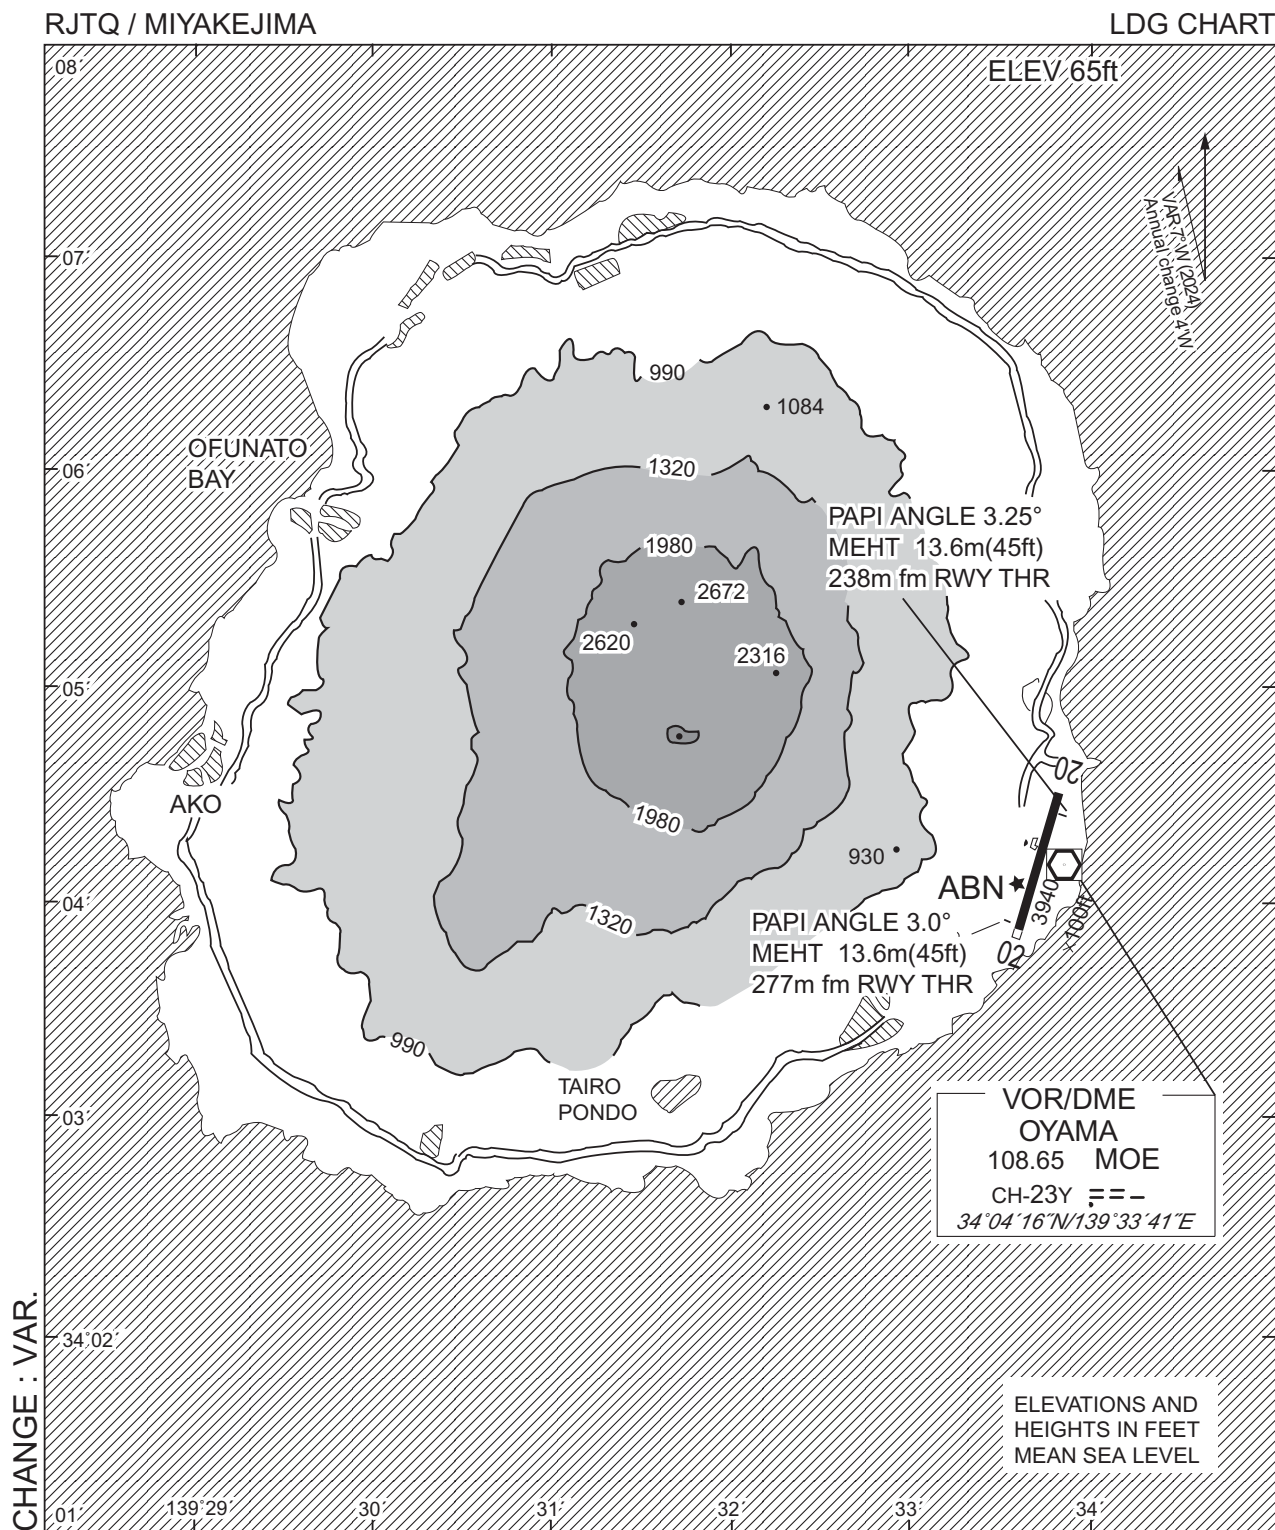 RJTQ / MIYAKEJIMA
LDG CHART
08′
ELEV 65ft
VAR 7°W (2024)
Annual change 4′W
07′
990
1084
OFUNATO
BAY
06′
1320
PAPI ANGLE 3.25°
MEHT 13.6m(45ft)
238m fm RWY THR
1980
2672
2620
2316
05′
20
AKO
1980
930
ABN
3940
×100ft
04′
1320
PAPI ANGLE 3.0°
MEHT 13.6m(45ft)
277m fm RWY THR
02
990
TAIRO
PONDO
03′
VOR/DME
OYAMA
108.65 MOE
CH-23Y
34°04′16″N/139°33′41″E
34°02′
ELEVATIONS AND
HEIGHTS IN FEET
MEAN SEA LEVEL
CHANGE : VAR.
01′
139°29′
30′
31′
32′
33′
34′